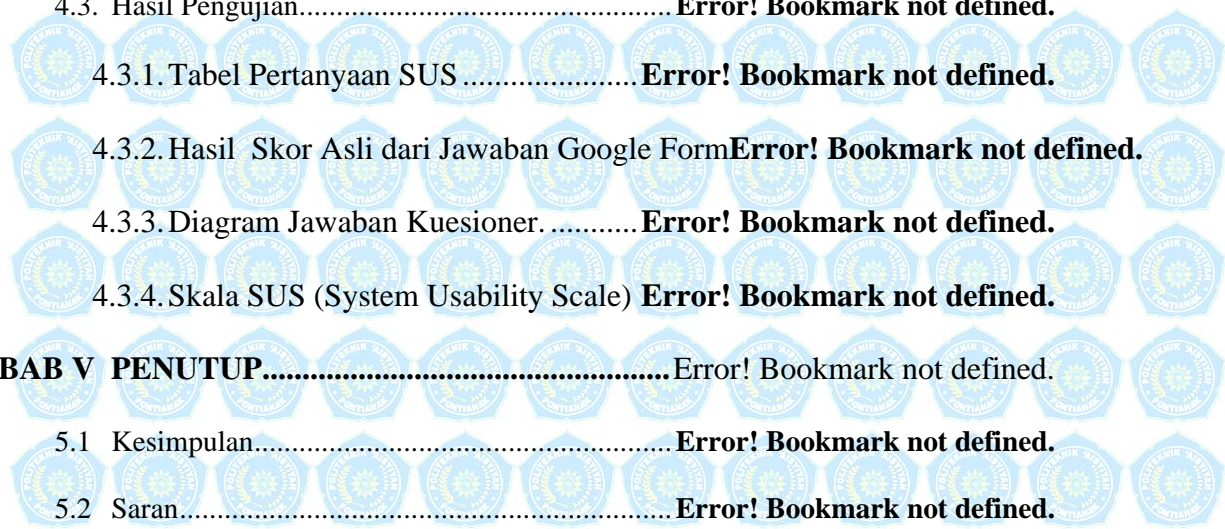 4.3. Hasil Pengujian.................................................Error! Bookmark not defined.
4.3.1. Tabel Pertanyaan SUS.......................Error! Bookmark not defined.
4.3.2. Hasil Skor Asli dari Jawaban Google FormError! Bookmark not defined.
4.3.3. Diagram Jawaban Kuesioner............Error! Bookmark not defined.
4.3.4. Skala SUS (System Usability Scale) Error! Bookmark not defined.
BAB V PENUTUP.............................................Error! Bookmark not defined.
5.1 Kesimpulan.......................................................Error! Bookmark not defined.
5.2 Saran.................................................................Error! Bookmark not defined.